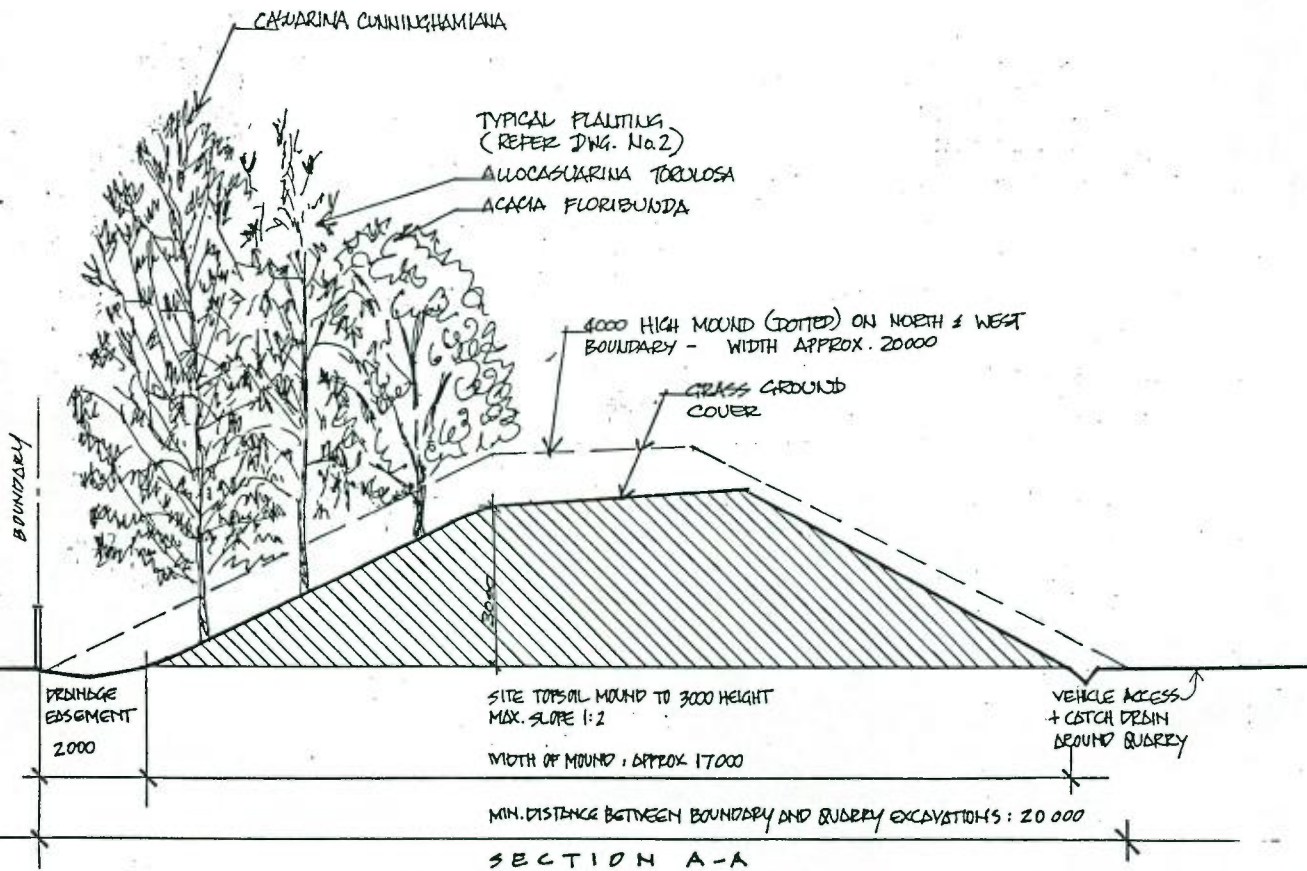 CASUARINA CUNNINGHAMIANA
TYPICAL PLANTING
(REFER DWG. No.2)
ALLOCASUARINA TORULOSA
ACACIA FLORIBUNDA
4000 HIGH MOUND (DOTTED) ON NORTH & WEST
BOUNDARY - WIDTH APPROX. 20000
GRASS GROUND
COVER
BOUNDARY
3000
DRAINAGE
EASEMENT
2000
SITE TOPSOIL MOUND TO 3000 HEIGHT
MAX. SLOPE 1:2
WIDTH OF MOUND : APPROX 17000
VEHICLE ACCESS
+ CATCH DRAIN
AROUND QUARRY
MIN. DISTANCE BETWEEN BOUNDARY AND QUARRY EXCAVATIONS : 20 000
SECTION A-A